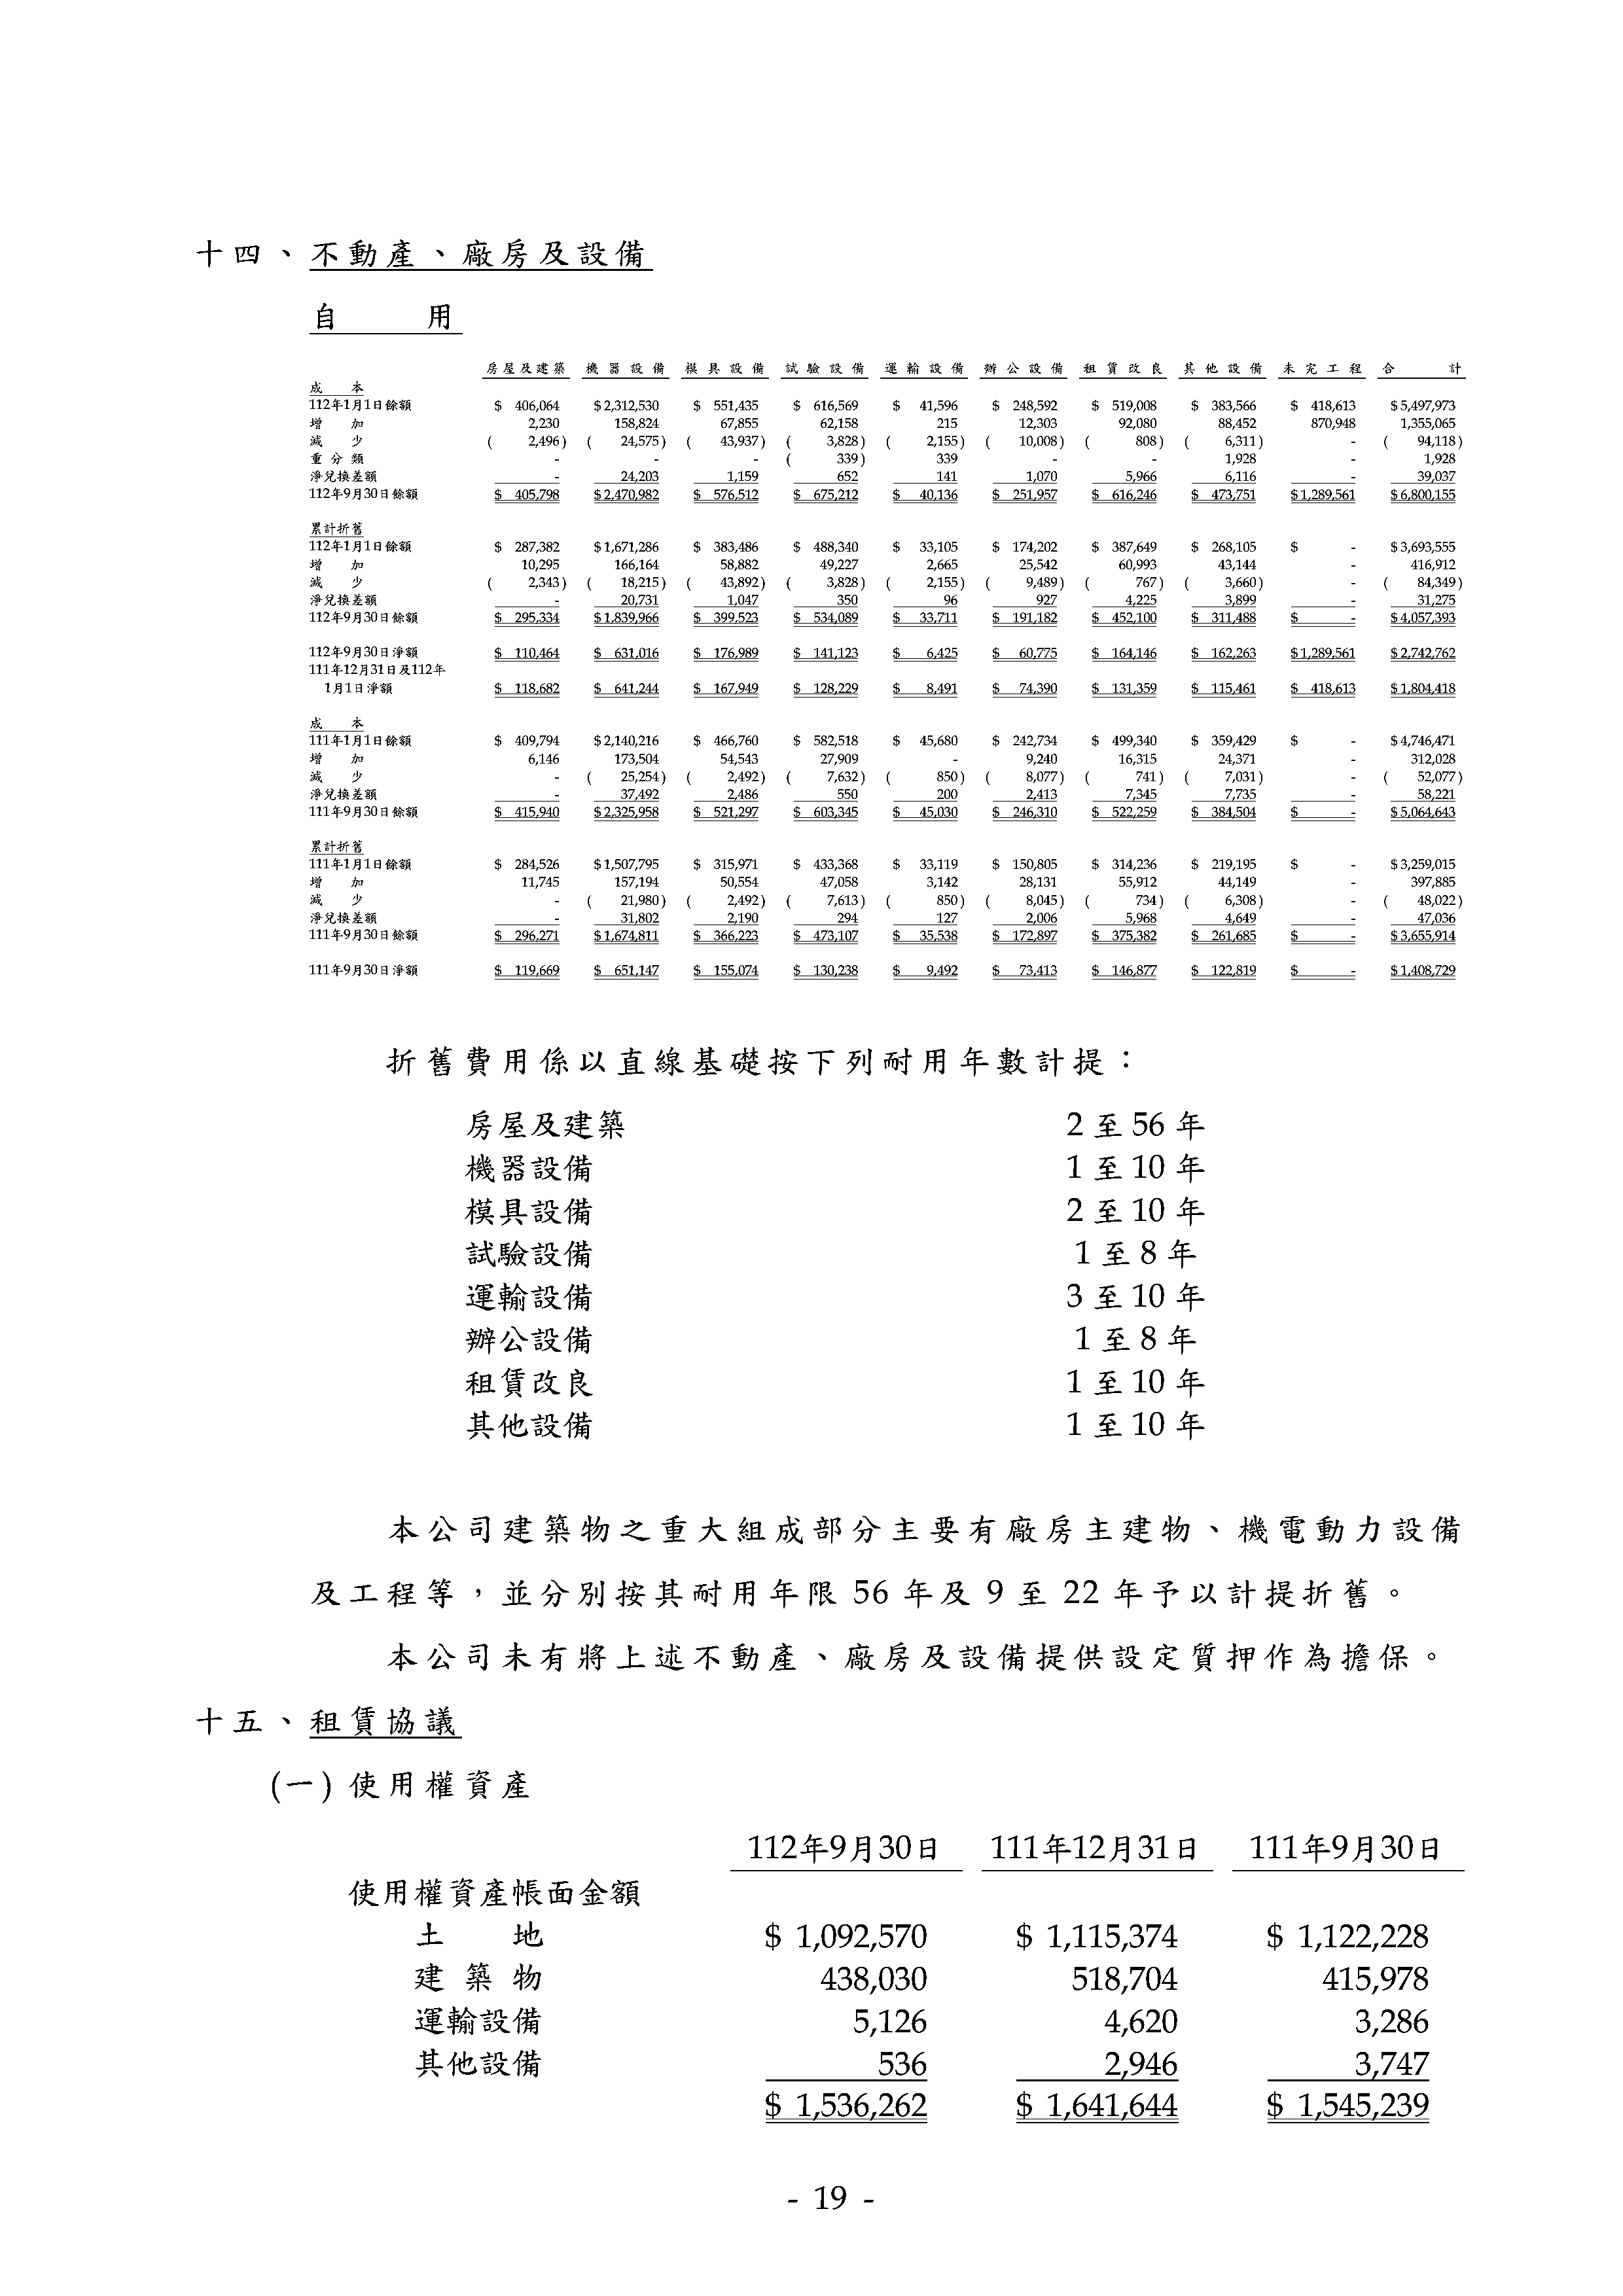 十四、不動產、廠房及設備
自用
房屋及建築 機器設備 模具設備 試驗設備 運輸設備 辦公設備 租賃改良 其他設備 未完工程 合計
成本
112年1月1日餘額 $ 406,064 $ 2,312,530 $ 551,435 $ 616,569 $ 41,596 $ 248,592 $ 519,008 $ 383,566 $ 418,613 $ 5,497,973
增加 2,230 158,824 67,855 62,158 215 12,303 92,080 88,452 870,948 1,355,065
減少 ( 2,496) ( 24,575) ( 43,937) ( 3,828) ( 2,155) ( 10,008) ( 808) ( 6,311) - ( 94,118)
重分類 - - - ( 339) 339 - - 1,928 - 1,928
淨兌換差額 - 24,203 1,159 652 141 1,070 5,966 6,116 - 39,037
112年9月30日餘額 $ 405,798 $ 2,470,982 $ 576,512 $ 675,212 $ 40,136 $ 251,957 $ 616,246 $ 473,751 $ 1,289,561 $ 6,800,155
累計折舊
112年1月1日餘額 $ 287,382 $ 1,671,286 $ 383,486 $ 488,340 $ 33,105 $ 174,202 $ 387,649 $ 268,105 $ - $ 3,693,555
增加 10,295 166,164 58,882 49,227 2,665 25,542 60,993 43,144 - 416,912
減少 ( 2,343) ( 18,215) ( 43,892) ( 3,828) ( 2,155) ( 9,489) ( 767) ( 3,660) - ( 84,349)
淨兌換差額 - 20,731 1,047 350 96 927 4,225 3,899 - 31,275
112年9月30日餘額 $ 295,334 $ 1,839,966 $ 399,523 $ 534,089 $ 33,711 $ 191,182 $ 452,100 $ 311,488 $ - $ 4,057,393
112年9月30日淨額 $ 110,464 $ 631,016 $ 176,989 $ 141,123 $ 6,425 $ 60,775 $ 164,146 $ 162,263 $ 1,289,561 $ 2,742,762
111年12月31日及112年
1月1日淨額 $ 118,682 $ 641,244 $ 167,949 $ 128,229 $ 8,491 $ 74,390 $ 131,359 $ 115,461 $ 418,613 $ 1,804,418
成本
111年1月1日餘額 $ 409,794 $ 2,140,216 $ 466,760 $ 582,518 $ 45,680 $ 242,734 $ 499,340 $ 359,429 $ - $ 4,746,471
增加 6,146 173,504 54,543 27,909 - 9,240 16,315 24,371 - 312,028
減少 - ( 25,254) ( 2,492) ( 7,632) ( 850) ( 8,077) ( 741) ( 7,031) - ( 52,077)
淨兌換差額 - 37,492 2,486 550 200 2,413 7,345 7,735 - 58,221
111年9月30日餘額 $ 415,940 $ 2,325,958 $ 521,297 $ 603,345 $ 45,030 $ 246,310 $ 522,259 $ 384,504 $ - $ 5,064,643
累計折舊
111年1月1日餘額 $ 284,526 $ 1,507,795 $ 315,971 $ 433,368 $ 33,119 $ 150,805 $ 314,236 $ 219,195 $ - $ 3,259,015
增加 11,745 157,194 50,554 47,058 3,142 28,131 55,912 44,149 - 397,885
減少 - ( 21,980) ( 2,492) ( 7,613) ( 850) ( 8,045) ( 734) ( 6,308) - ( 48,022)
淨兌換差額 - 31,802 2,190 294 127 2,006 5,968 4,649 - 47,036
111年9月30日餘額 $ 296,271 $ 1,674,811 $ 366,223 $ 473,107 $ 35,538 $ 172,897 $ 375,382 $ 261,685 $ - $ 3,655,914
111年9月30日淨額 $ 119,669 $ 651,147 $ 155,074 $ 130,238 $ 9,492 $ 73,413 $ 146,877 $ 122,819 $ - $ 1,408,729
折舊費用係以直線基礎按下列耐用年數計提：
房屋及建築 2 至 56 年
機器設備 1 至 10 年
模具設備 2 至 10 年
試驗設備 1 至 8 年
運輸設備 3 至 10 年
辦公設備 1 至 8 年
租賃改良 1 至 10 年
其他設備 1 至 10 年
本公司建築物之重大組成部分主要有廠房主建物、機電動力設備
及工程等，並分別按其耐用年限 56 年及 9 至 22 年予以計提折舊。
本公司未有將上述不動產、廠房及設備提供設定質押作為擔保。
十五、租賃協議
(一) 使用權資產
112年9月30日 111年12月31日 111年9月30日
使用權資產帳面金額
土地 $ 1,092,570 $ 1,115,374 $ 1,122,228
建築物 438,030 518,704 415,978
運輸設備 5,126 4,620 3,286
其他設備 536 2,946 3,747
$ 1,536,262 $ 1,641,644 $ 1,545,239
- 19 -